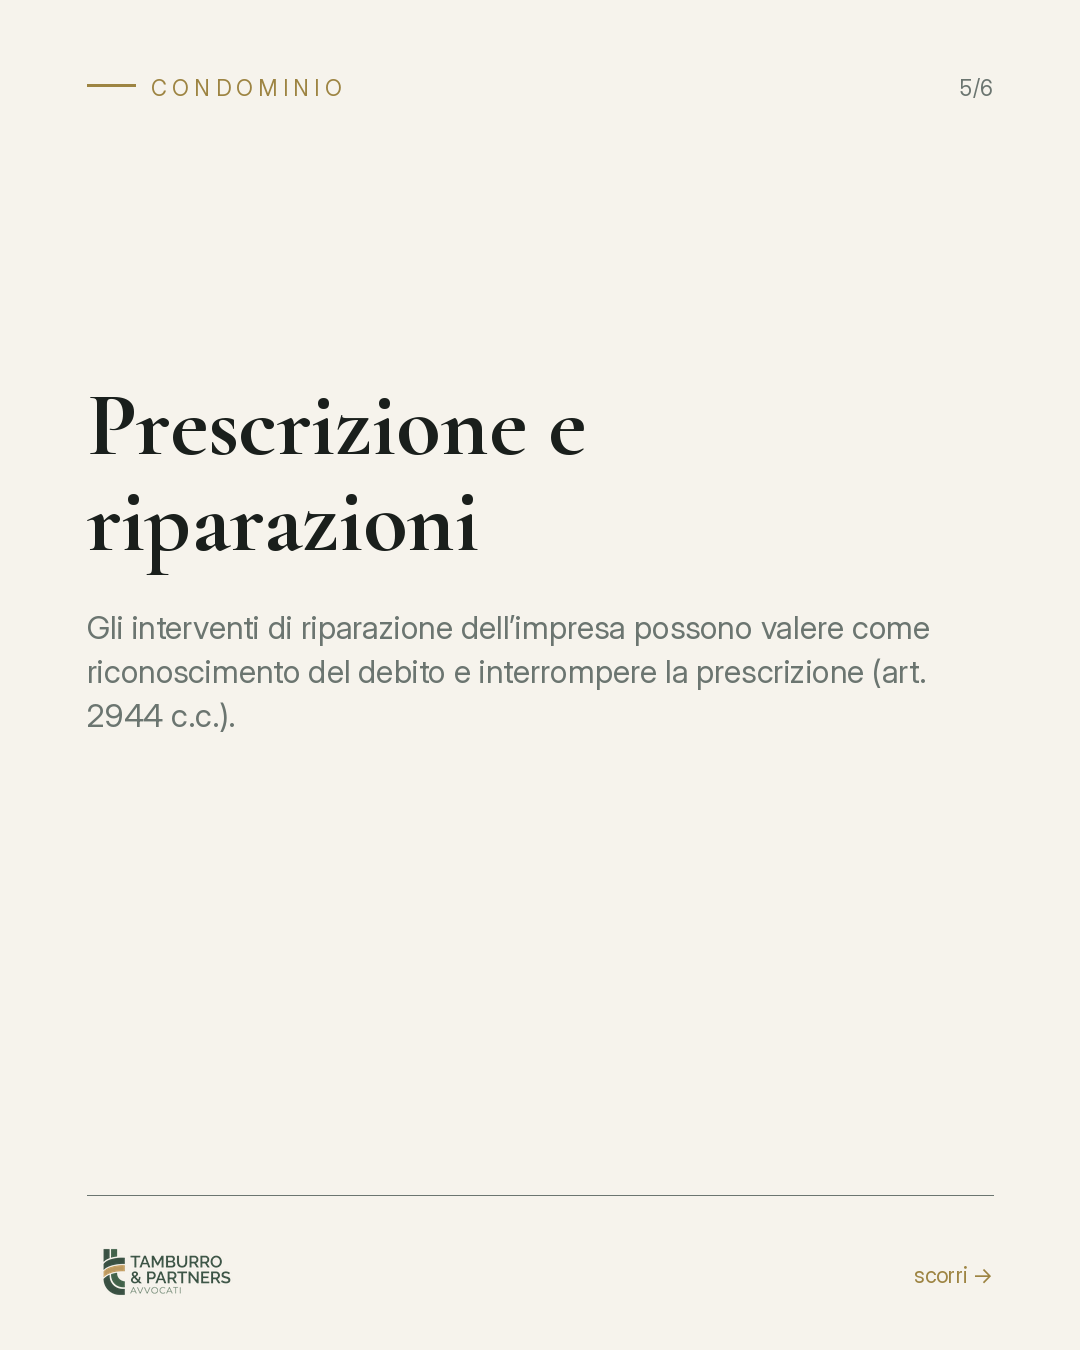 CONDOMINIO
5/6
Prescrizione e
riparazioni
Gli interventi di riparazione dell’impresa possono valere come
riconoscimento del debito e interrompere la prescrizione (art.
2944 c.c.).
TAMBURRO
& PARTNERS
AVVOCATI
scorri →